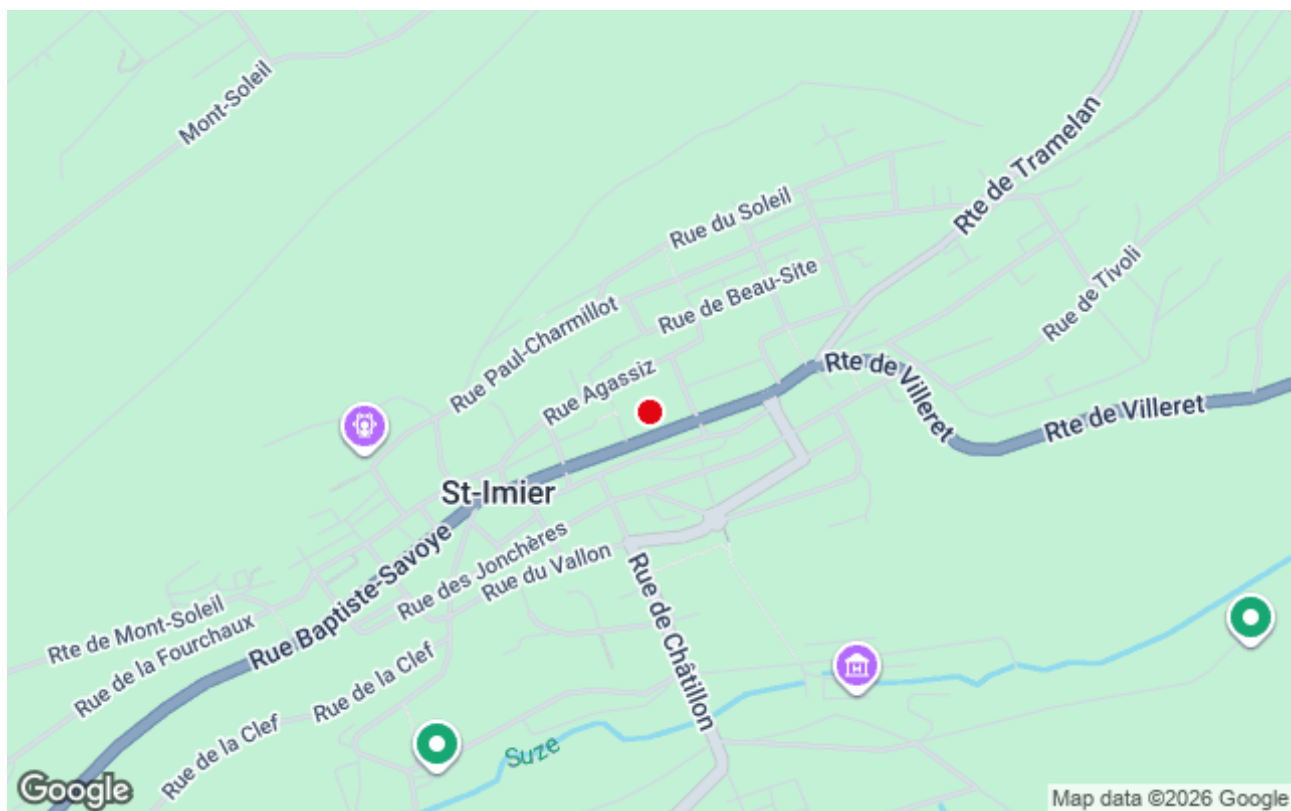 Mont-Soleil
Rte de Tramelan
Rue du Soleil
Rue de Beau-Site
Rue de Tivoli
Rue Paul-Charmillot
Rue Agassiz
Rte de Villeret
Rte de Villeret
St-Imier
Rue des Jonchères
Rue du Vallon
Rue Baptiste-Savoye
Rte de Mont-Soleil
Rue de la Fourchaux
Rue de Châtillon
Rue de la Clef
Rue de la Clef
Suze
Google
Map data ©2026 Google